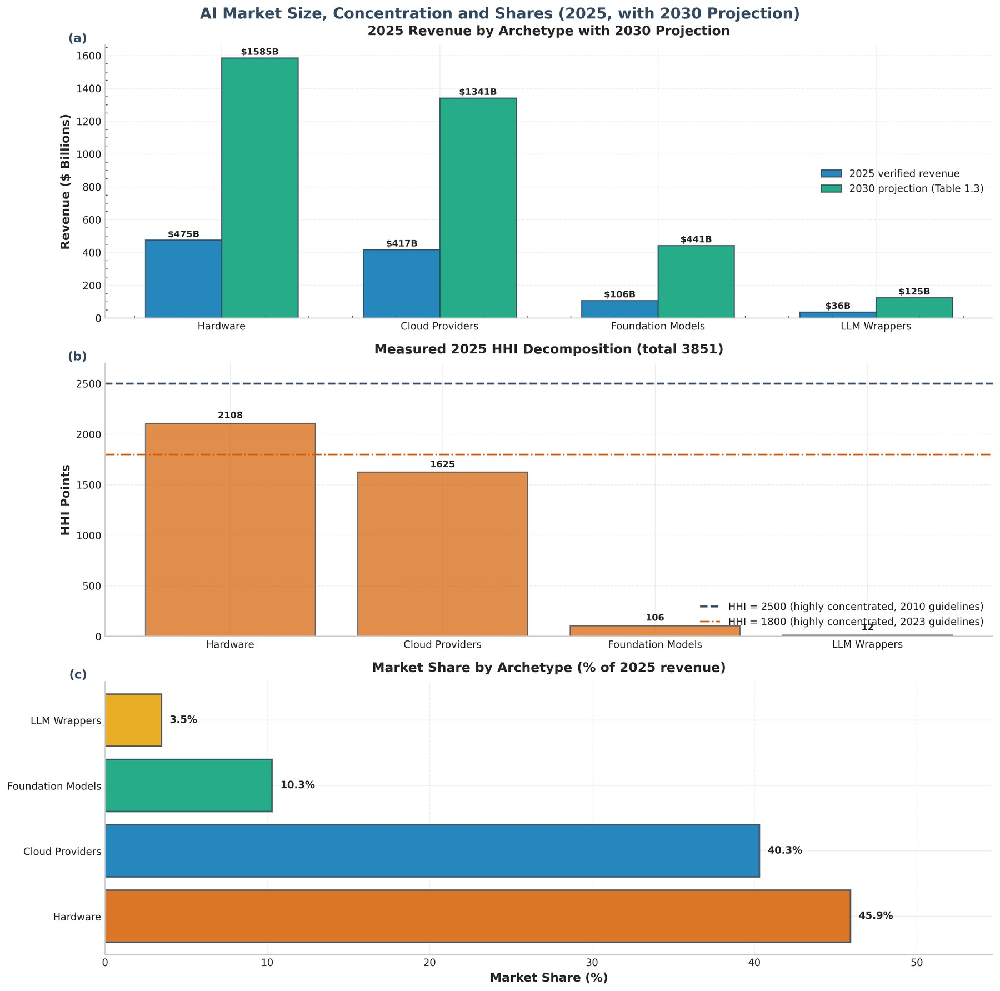 AI Market Size, Concentration and Shares (2025, with 2030 Projection)
(a)
2025 Revenue by Archetype with 2030 Projection
Revenue ($ Billions)
1600
1400
1200
1000
800
600
400
200
0
$475B
$1585B
$417B
$1341B
$106B
$441B
$36B
$125B
2025 verified revenue
2030 projection (Table 1.3)
Hardware
Cloud Providers
Foundation Models
LLM Wrappers
(b)
Measured 2025 HHI Decomposition (total 3851)
HHI Points
2500
2000
1500
1000
500
0
2108
1625
106
12
HHI = 2500 (highly concentrated, 2010 guidelines)
HHI = 1800 (highly concentrated, 2023 guidelines)
Hardware
Cloud Providers
Foundation Models
LLM Wrappers
(c)
Market Share by Archetype (% of 2025 revenue)
LLM Wrappers
3.5%
Foundation Models
10.3%
Cloud Providers
40.3%
Hardware
45.9%
0
10
20
30
40
50
Market Share (%)